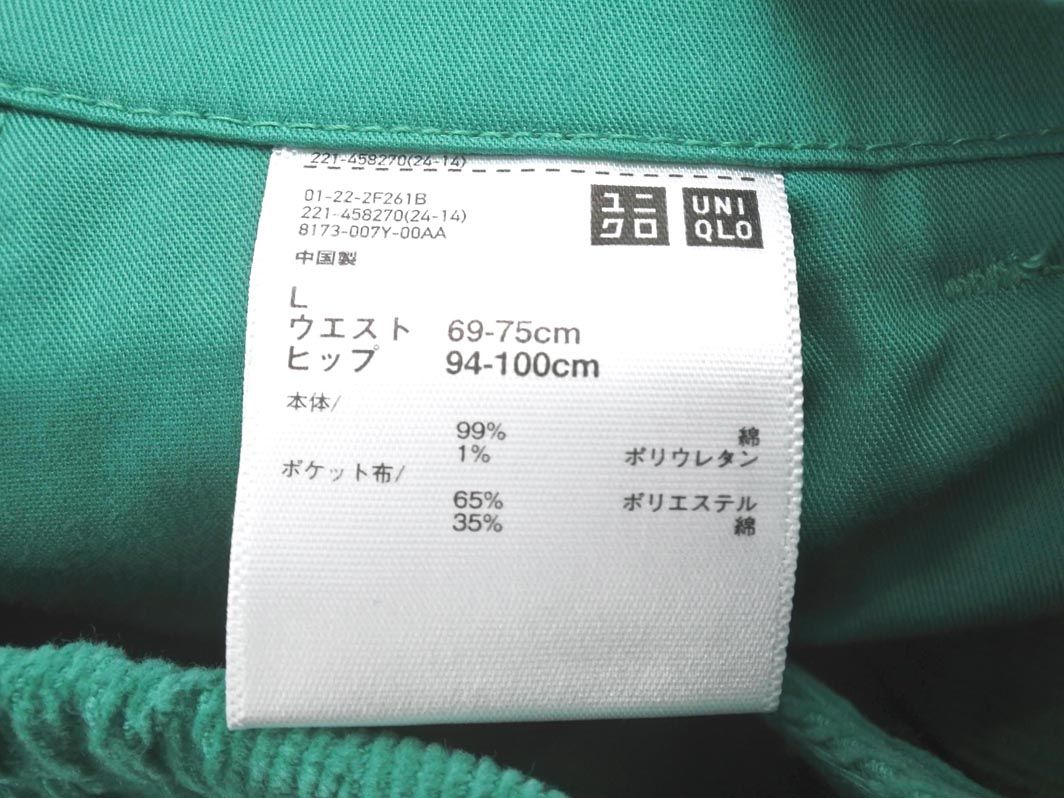 221-458270(24-14)
01-22-2F261B
221-458270(24-14)
8173-007Y-00AA
中国製
ユニ
クロ
UNI
QLO
L
ウエスト 69-75cm
ヒップ 94-100cm
本体/
99% 綿
1% ポリウレタン
ポケット布/
65% ポリエステル
35% 綿